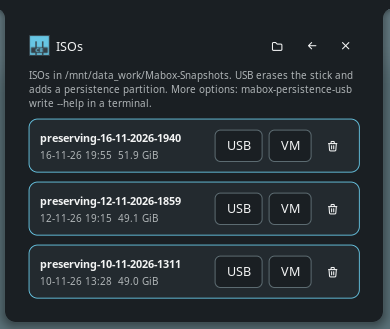 ISOs
ISOs in /mnt/data_work/Mabox-Snapshots. USB erases the stick and
adds a persistence partition. More options: mabox-persistence-usb
write --help in a terminal.
preserving-16-11-2026-1940
16-11-26 19:55 51.9 GiB
USB
VM
preserving-12-11-2026-1859
12-11-26 19:15 49.1 GiB
USB
VM
preserving-10-11-2026-1311
10-11-26 13:28 49.0 GiB
USB
VM